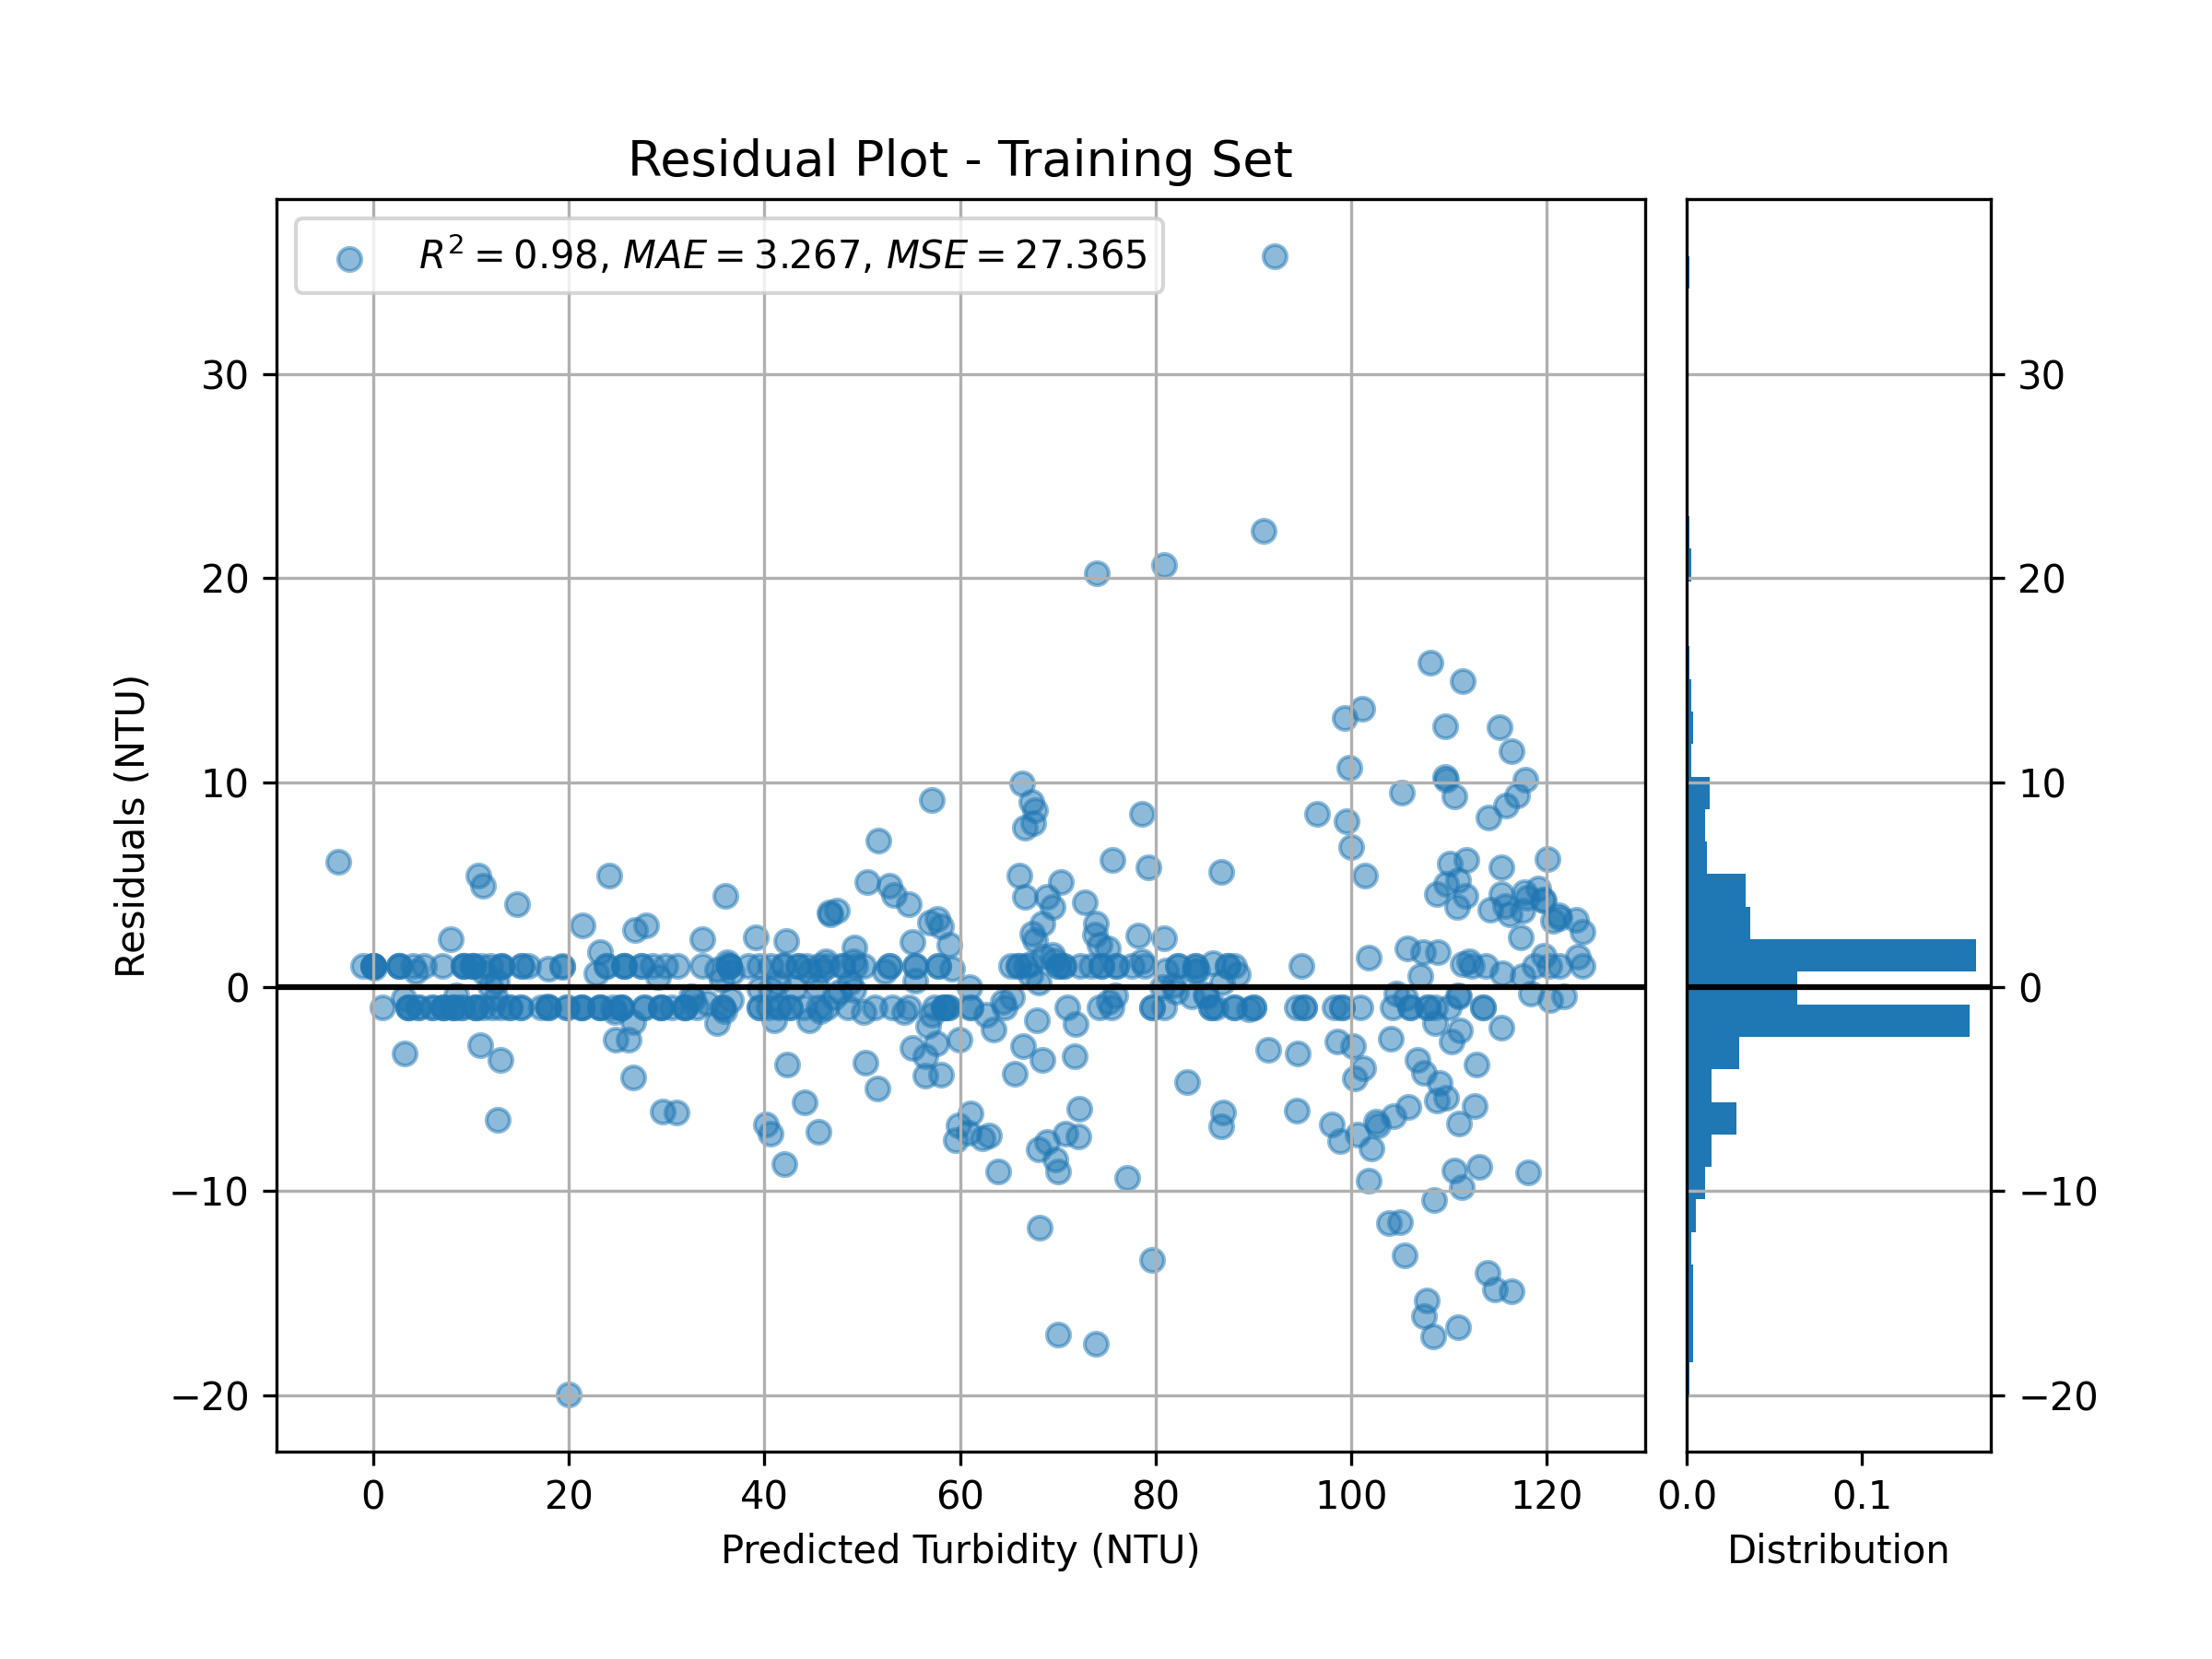 Residual Plot - Training Set
R² = 0.98, MAE = 3.267, MSE = 27.365
Residuals (NTU)
30
20
10
0
−10
−20
0 20 40 60 80 100 120
Predicted Turbidity (NTU)
30
20
10
0
−10
−20
0.0 0.1
Distribution